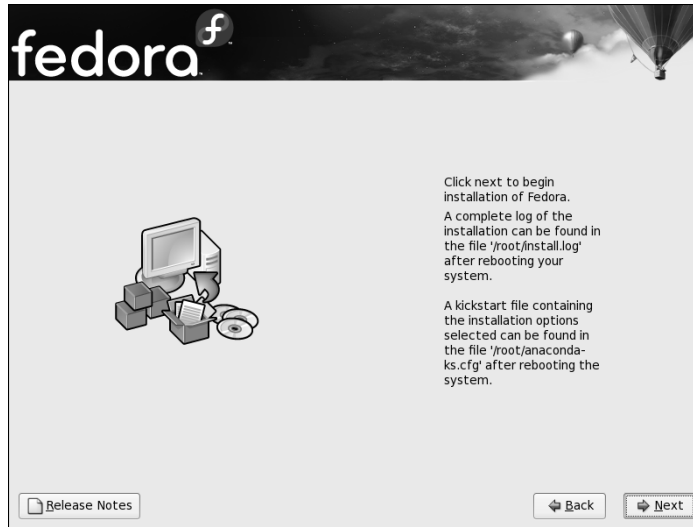 fedora
Click next to begin
installation of Fedora.
A complete log of the
installation can be found in
the file '/root/install.log'
after rebooting your
system.
A kickstart file containing
the installation options
selected can be found in
the file '/root/anaconda-
ks.cfg' after rebooting the
system.
Release Notes
Back
Next